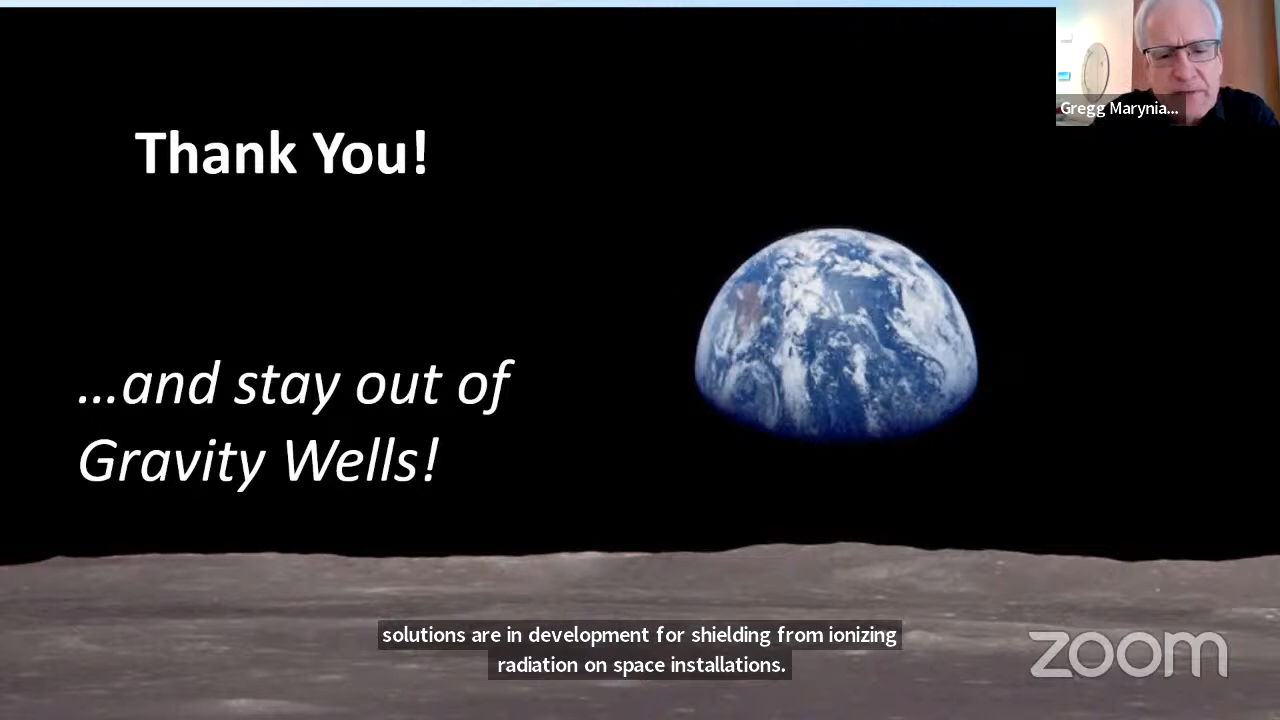 Gregg Marynia...
Thank You!
...and stay out of
Gravity Wells!
solutions are in development for shielding from ionizing
radiation on space installations.
zoom